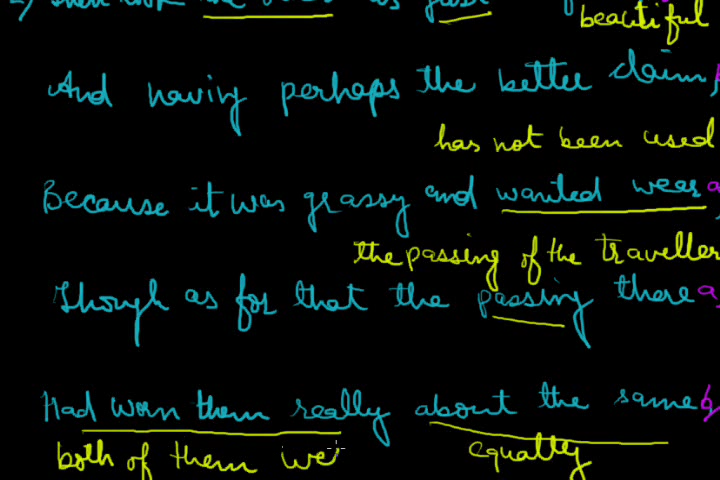 beautiful
And having perhaps the better claim,
has not been used
Because it was grassy and wanted wear a
the passing of the traveller
Though as for that the passing there a
Had worn them really about the same b
both of them we
equally